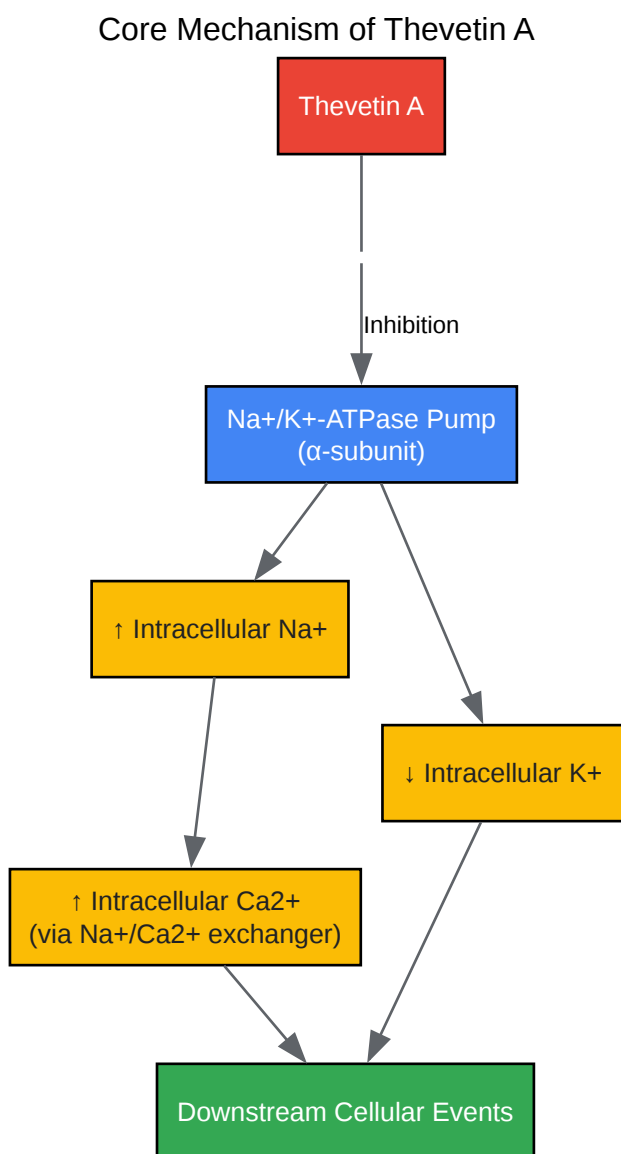 Core Mechanism of Thevetin A
Thevetin A
Inhibition
Na+/K+-ATPase Pump
(α-subunit)
↑ Intracellular Na+
↓ Intracellular K+
↑ Intracellular Ca2+
(via Na+/Ca2+ exchanger)
Downstream Cellular Events